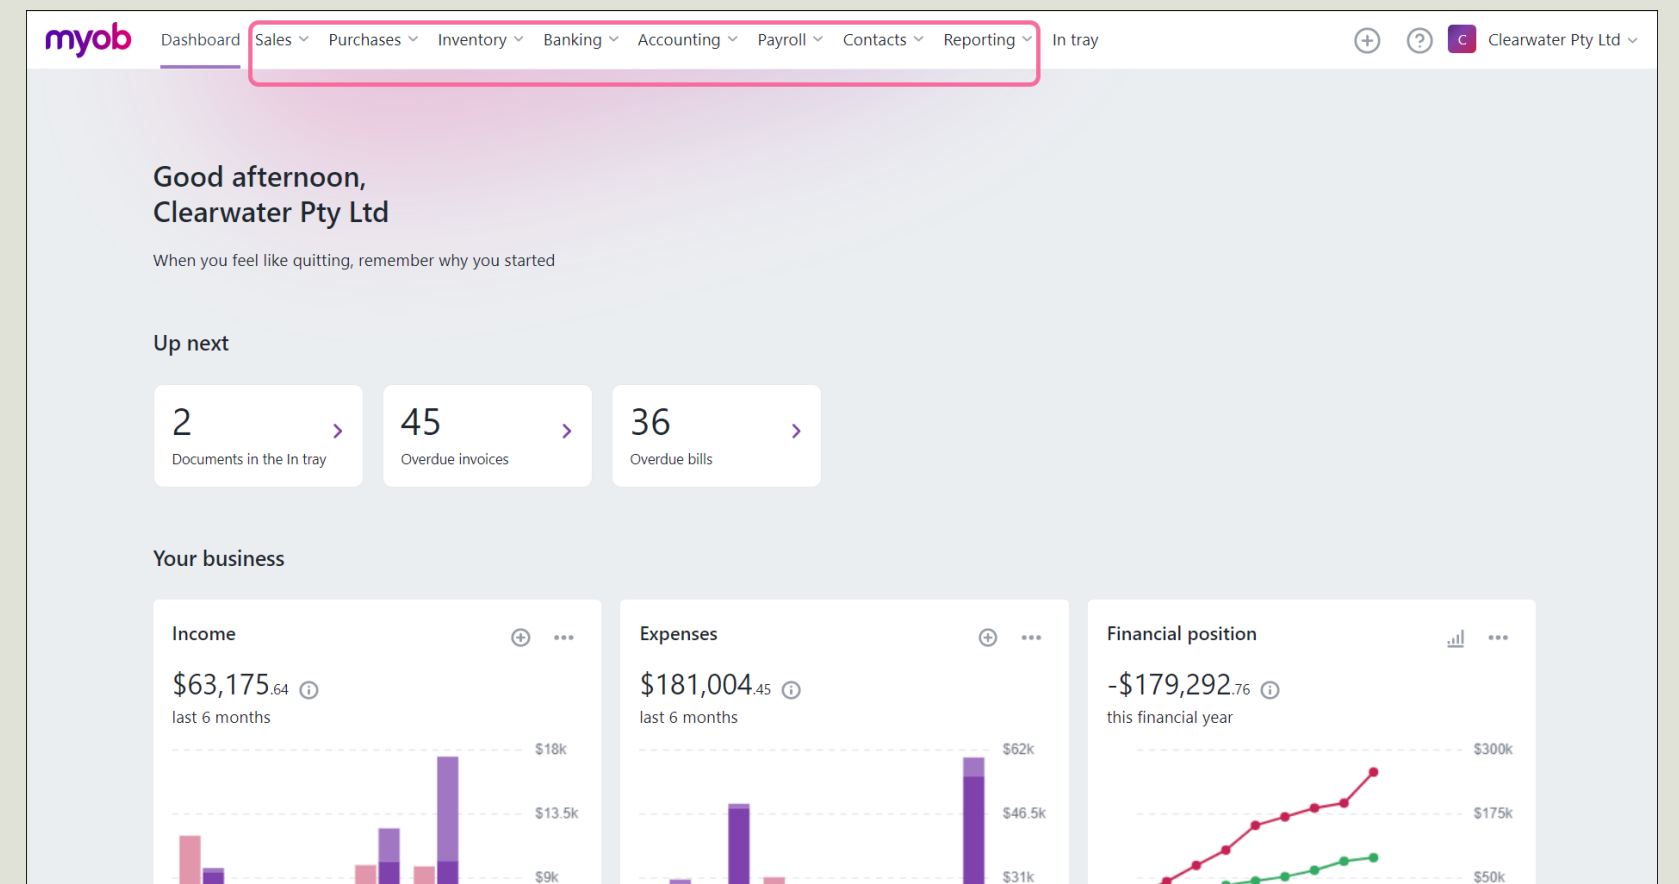 myob Dashboard Sales Purchases Inventory Banking Accounting Payroll Contacts Reporting In tray C Clearwater Pty Ltd
Good afternoon,
Clearwater Pty Ltd
When you feel like quitting, remember why you started
Up next
2
Documents in the In tray
45
Overdue invoices
36
Overdue bills
Your business
Income
$63,175.64
last 6 months
$18k
$13.5k
$9k
Expenses
$181,004.45
last 6 months
$62k
$46.5k
$31k
Financial position
-$179,292.76
this financial year
$300k
$175k
$50k